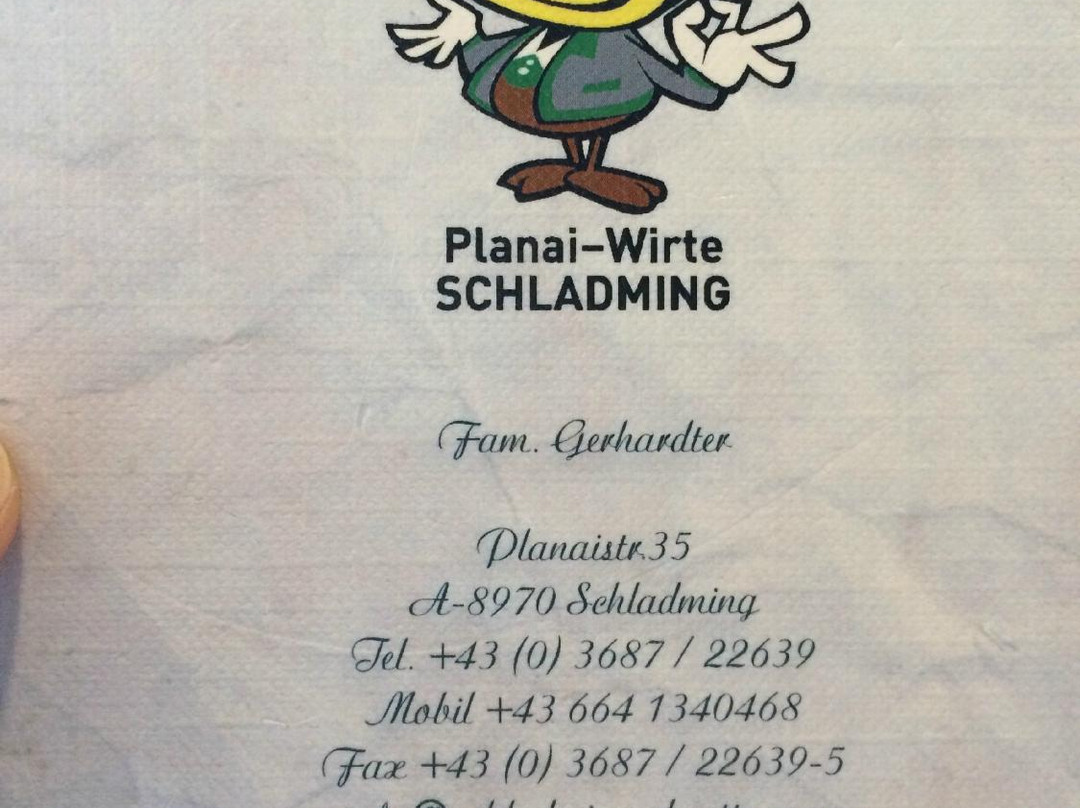 Planai-Wirte
SCHLADMING
Fam. Gerhardter
Planaistr.35
A-8970 Schladming
Tel. +43 (0) 3687 / 22639
Mobil +43 664 1340468
Fax +43 (0) 3687 / 22639-5